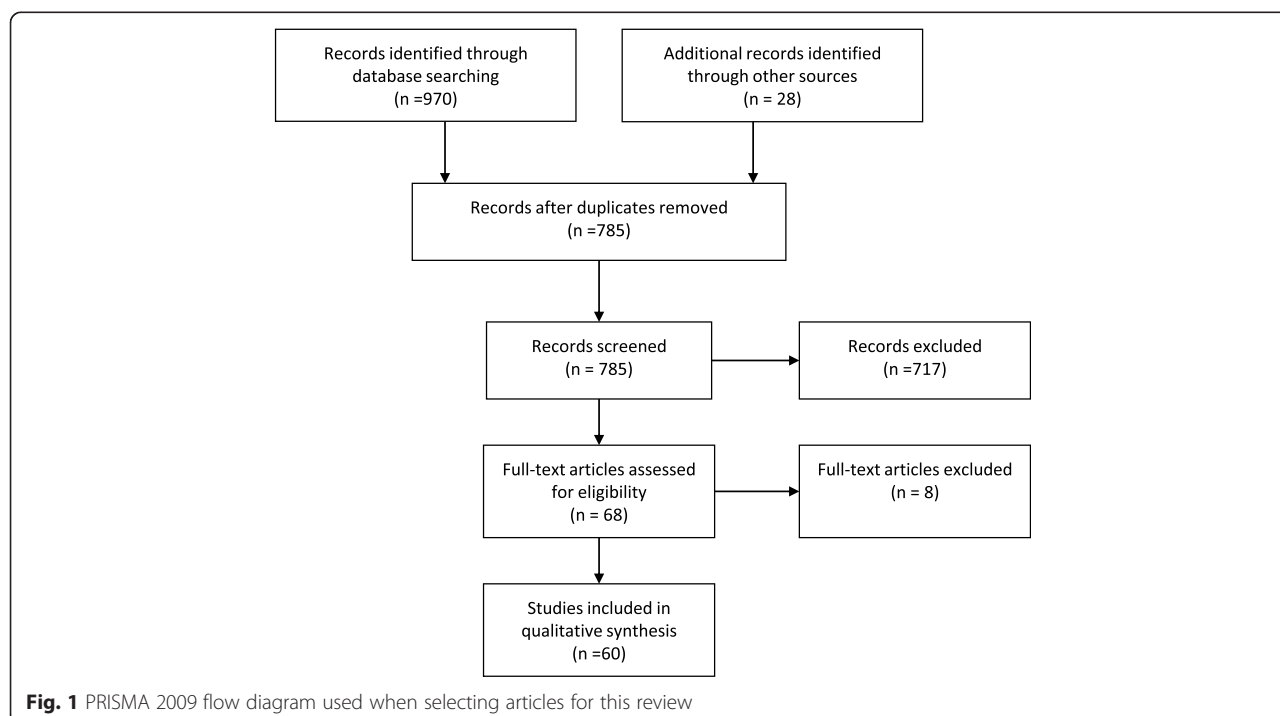 Records identified through
database searching
(n =970)
Additional records identified
through other sources
(n = 28)
Records after duplicates removed
(n =785)
Records screened
(n = 785)
Records excluded
(n =717)
Full-text articles assessed
for eligibility
(n = 68)
Full-text articles excluded
(n = 8)
Studies included in
qualitative synthesis
(n =60)
Fig. 1 PRISMA 2009 flow diagram used when selecting articles for this review